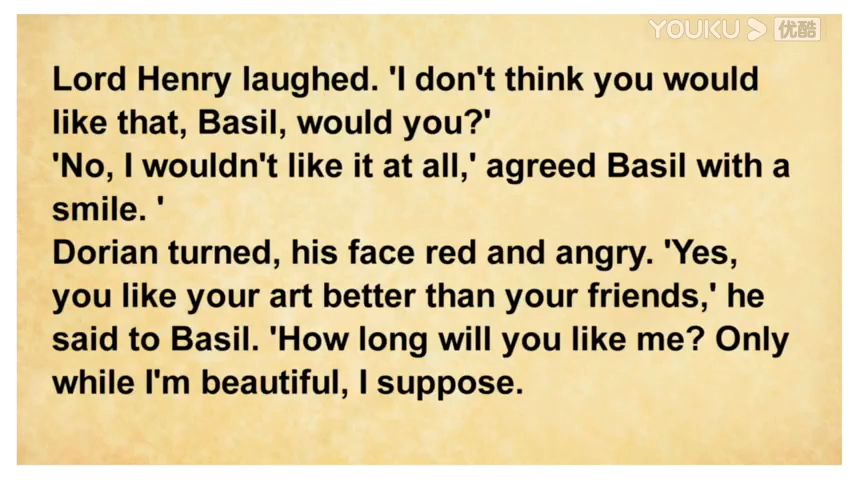 YOUKU 优酷
Lord Henry laughed. 'I don't think you would
like that, Basil, would you?'
'No, I wouldn't like it at all,' agreed Basil with a
smile. '
Dorian turned, his face red and angry. 'Yes,
you like your art better than your friends,' he
said to Basil. 'How long will you like me? Only
while I'm beautiful, I suppose.